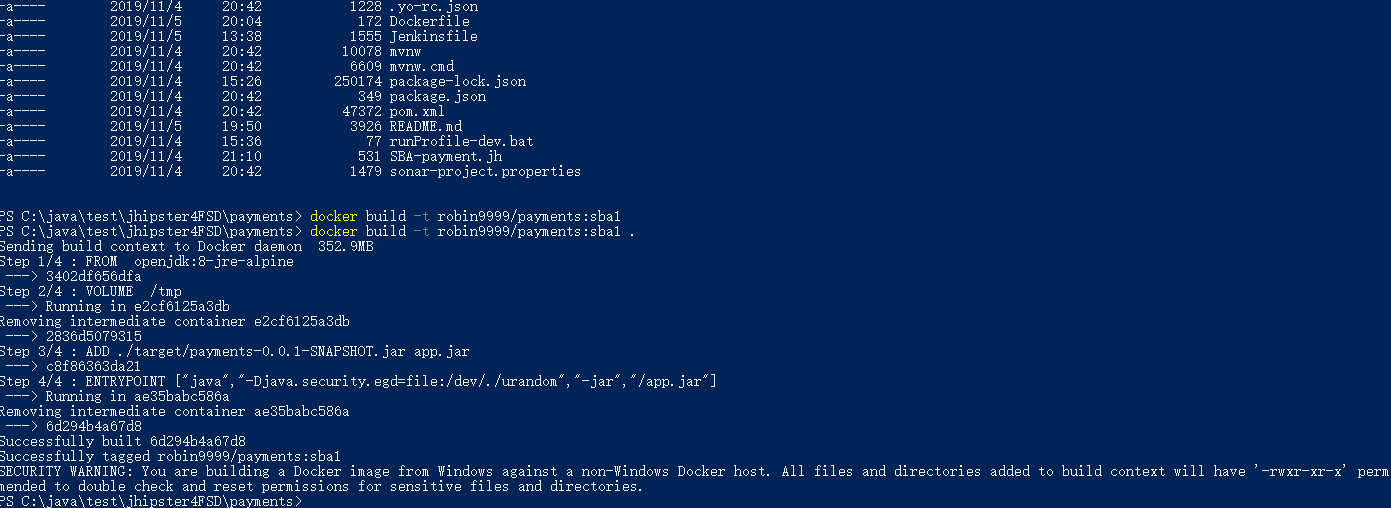 -a---- 2019/11/4 20:42 1228 .yo-rc.json
-a---- 2019/11/5 20:04 172 Dockerfile
-a---- 2019/11/5 13:38 1555 Jenkinsfile
-a---- 2019/11/4 20:42 10078 mvnw
-a---- 2019/11/4 20:42 6609 mvnw.cmd
-a---- 2019/11/4 15:26 250174 package-lock.json
-a---- 2019/11/4 20:42 349 package.json
-a---- 2019/11/4 20:42 47372 pom.xml
-a---- 2019/11/5 19:50 3926 README.md
-a---- 2019/11/4 15:36 77 runProfile-dev.bat
-a---- 2019/11/4 21:10 531 SBA-payment.jh
-a---- 2019/11/4 20:42 1479 sonar-project.properties
PS C:\java\test\jhipster4FSD\payments> docker build -t robin9999/payments:sba1
PS C:\java\test\jhipster4FSD\payments> docker build -t robin9999/payments:sba1 .
Sending build context to Docker daemon 352.9MB
Step 1/4 : FROM openjdk:8-jre-alpine
---> 3402df656dfa
Step 2/4 : VOLUME /tmp
---> Running in e2cf6125a3db
Removing intermediate container e2cf6125a3db
---> 2836d5079315
Step 3/4 : ADD ./target/payments-0.0.1-SNAPSHOT.jar app.jar
---> c8f86363da21
Step 4/4 : ENTRYPOINT ["java","-Djava.security.egd=file:/dev/./urandom","-jar","/app.jar"]
---> Running in ae35babc586a
Removing intermediate container ae35babc586a
---> 6d294b4a67d8
Successfully built 6d294b4a67d8
Successfully tagged robin9999/payments:sba1
SECURITY WARNING: You are building a Docker image from Windows against a non-Windows Docker host. All files and directories added to build context will have '-rwxr-xr-x' perm
mended to double check and reset permissions for sensitive files and directories.
PS C:\java\test\jhipster4FSD\payments>